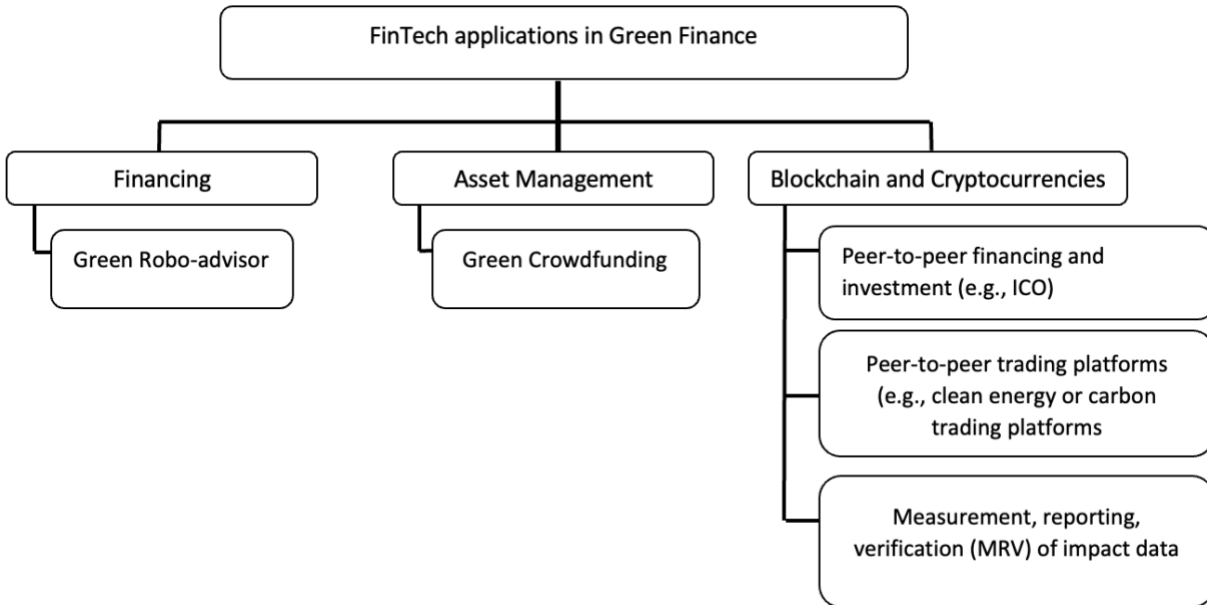 FinTech applications in Green Finance
Financing
Green Robo-advisor
Asset Management
Green Crowdfunding
Blockchain and Cryptocurrencies
Peer-to-peer financing and
investment (e.g., ICO)
Peer-to-peer trading platforms
(e.g., clean energy or carbon
trading platforms
Measurement, reporting,
verification (MRV) of impact data